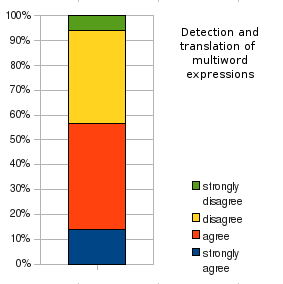 100%
90%
80%
70%
60%
50%
40%
30%
20%
10%
0%
Detection and
translation of
multiword
expressions
strongly
disagree
disagree
agree
strongly
agree